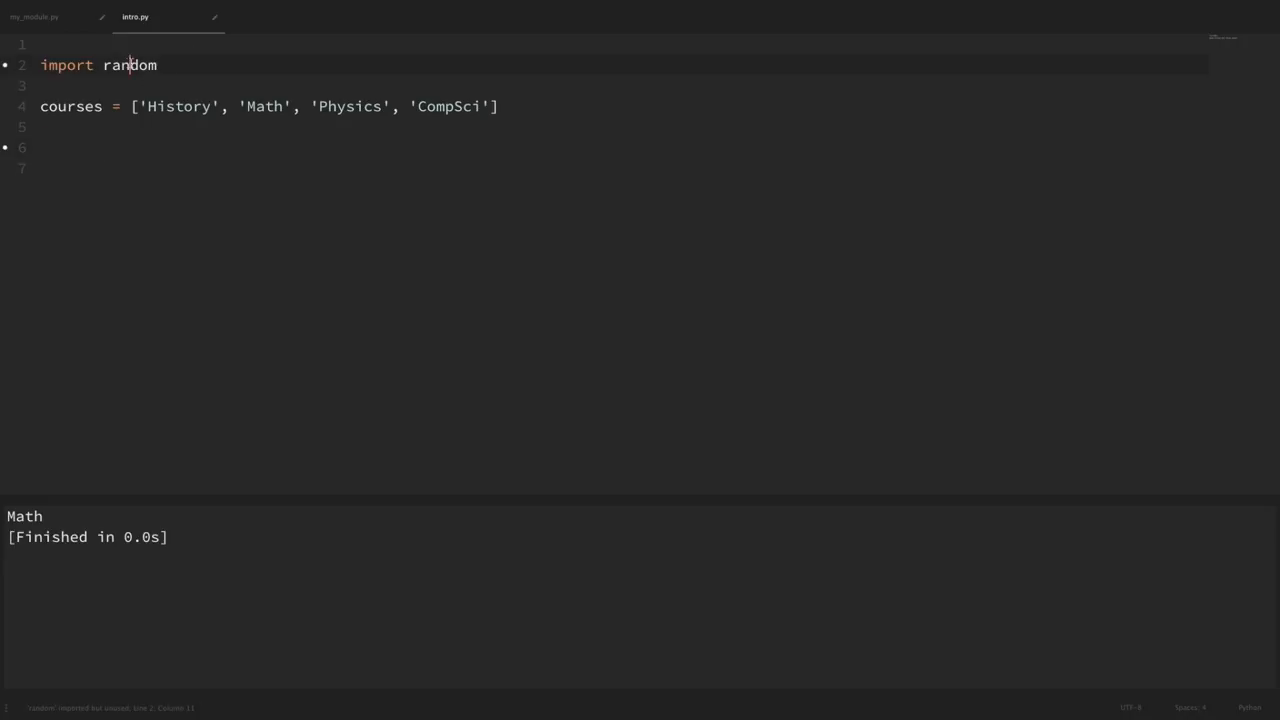 my_module.py
intro.py
1
2 import random
3
4 courses = ['History', 'Math', 'Physics', 'CompSci']
5
6
7
Math
[Finished in 0.0s]
'random' imported but unused, Line 2, Column 11
UTF-8
Spaces: 4
Python